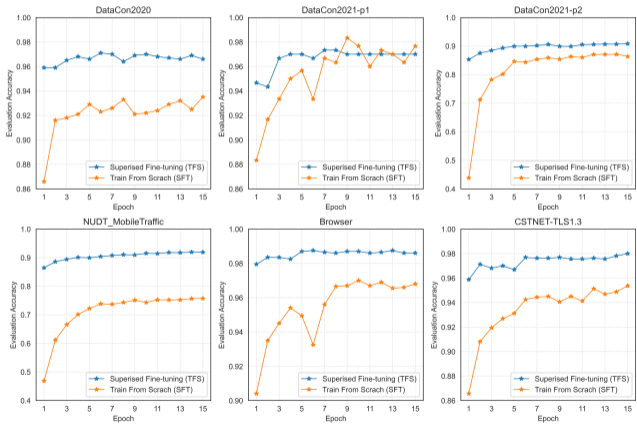 DataCon2020
Evaluation Accuracy
1.00
0.98
0.96
0.94
0.92
0.90
0.88
0.86
Superised Fine-tuning (TFS)
Train From Scrach (SFT)
1 3 5 7 9 11 13 15
Epoch
DataCon2021-p1
Evaluation Accuracy
1.00
0.98
0.96
0.94
0.92
0.90
0.88
0.86
Superised Fine-tuning (TFS)
Train From Scrach (SFT)
1 3 5 7 9 11 13 15
Epoch
DataCon2021-p2
Evaluation Accuracy
1.0
0.9
0.8
0.7
0.6
0.5
0.4
Superised Fine-tuning (TFS)
Train From Scrach (SFT)
1 3 5 7 9 11 13 15
Epoch
NUDT_MobileTraffic
Evaluation Accuracy
1.0
0.9
0.8
0.7
0.6
0.5
0.4
Superised Fine-tuning (TFS)
Train From Scrach (SFT)
1 3 5 7 9 11 13 15
Epoch
Browser
Evaluation Accuracy
1.00
0.98
0.96
0.94
0.92
0.90
Superised Fine-tuning (TFS)
Train From Scrach (SFT)
1 3 5 7 9 11 13 15
Epoch
CSTNET-TLS1.3
Evaluation Accuracy
1.00
0.98
0.96
0.94
0.92
0.90
0.88
0.86
Superised Fine-tuning (TFS)
Train From Scrach (SFT)
1 3 5 7 9 11 13 15
Epoch